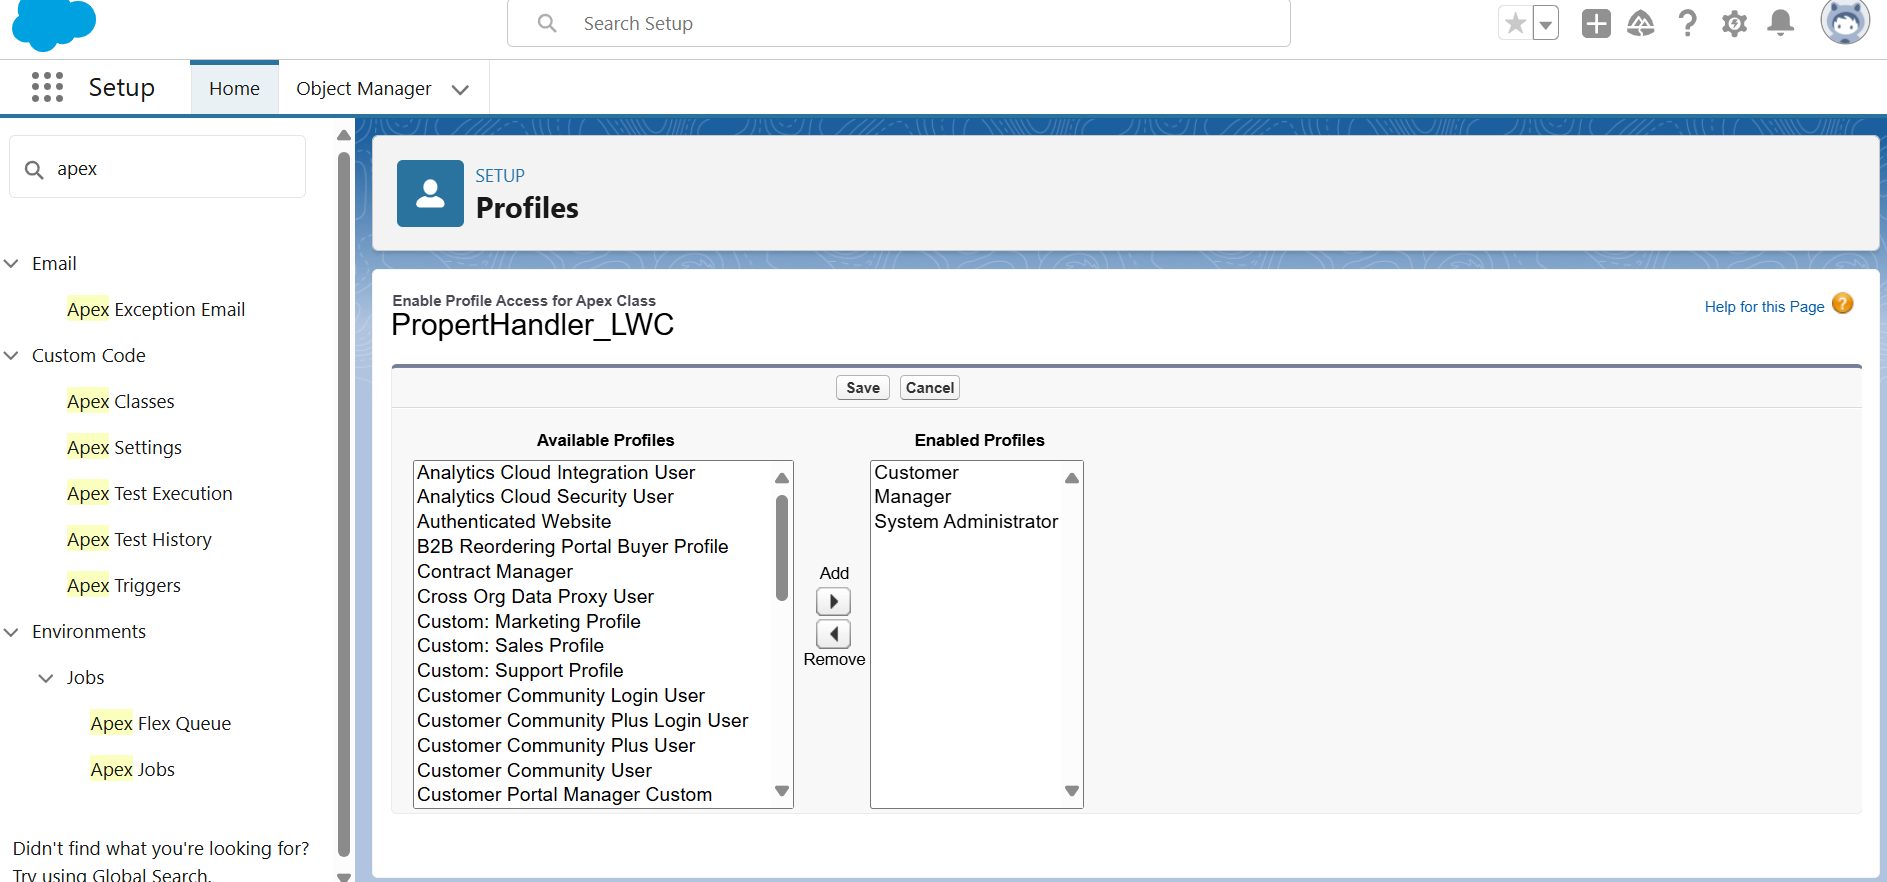 Search Setup
Setup
Home
Object Manager
apex
Email
Apex Exception Email
Custom Code
Apex Classes
Apex Settings
Apex Test Execution
Apex Test History
Apex Triggers
Environments
Jobs
Apex Flex Queue
Apex Jobs
Didn't find what you're looking for?
Try using Global Search.
SETUP
Profiles
Enable Profile Access for Apex Class
PropertHandler_LWC
Help for this Page ?
Save Cancel
Available Profiles
Analytics Cloud Integration User
Analytics Cloud Security User
Authenticated Website
B2B Reordering Portal Buyer Profile
Contract Manager
Cross Org Data Proxy User
Custom: Marketing Profile
Custom: Sales Profile
Custom: Support Profile
Customer Community Login User
Customer Community Plus Login User
Customer Community Plus User
Customer Community User
Customer Portal Manager Custom
Add
Remove
Enabled Profiles
Customer
Manager
System Administrator